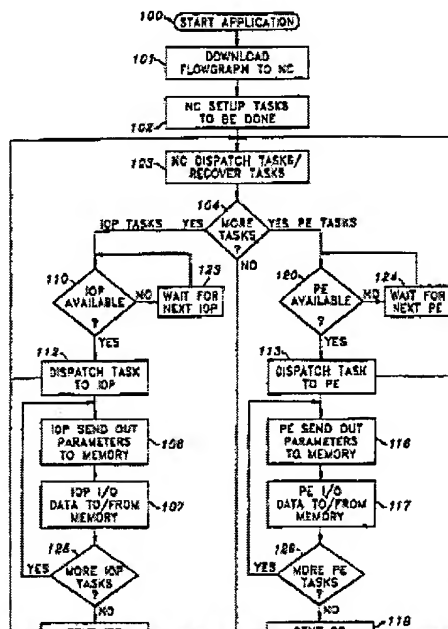 100
START APPLICATION
101
DOWNLOAD
FLOWGRAPH TO NC
102
NC SETUP TASKS
TO BE DONE
103
NC DISPATCH TASKS/
RECOVER TASKS
104
IOP TASKS
YES
MORE
TASKS
?
YES
PE TASKS
NO
110
IOP
AVAILABLE
?
NO
123
WAIT FOR
NEXT IOP
YES
120
PE
AVAILABLE
?
NO
124
WAIT FOR
NEXT PE
YES
112
DISPATCH TASK
TO IOP
113
DISPATCH TASK
TO PE
IOP SEND OUT
PARAMETERS
TO MEMORY
106
IOP I/O
DATA TO/FROM
MEMORY
107
PE SEND OUT
PARAMETERS
TO MEMORY
116
PE I/O
DATA TO/FROM
MEMORY
117
125
YES
MORE IOP
TASKS
?
NO
126
YES
MORE PE
TASKS
?
NO
118